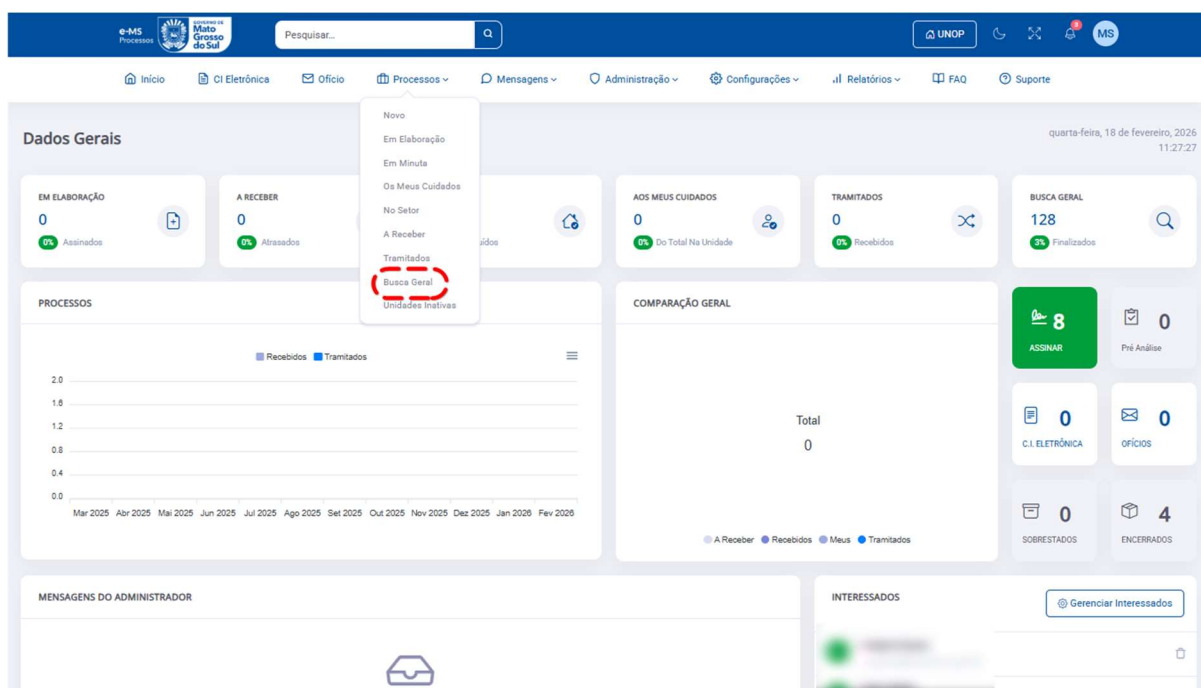 e-MS
Processos
GOVERNO DE
Mato
Grosso
do Sul
Pesquisar...
UNOP
3
MS
Início
CI Eletrônica
Ofício
Processos
Mensagens
Administração
Configurações
Relatórios
FAQ
Suporte
Novo
Em Elaboração
Em Minuta
Os Meus Cuidados
No Setor
A Receber
Tramitados
Busca Geral
Unidades Inativas
Dados Gerais
quarta-feira, 18 de fevereiro, 2026
11:27:27
EM ELABORAÇÃO
0
0% Assinados
A RECEBER
0
0% Atrasados
uídos
AOS MEUS CUIDADOS
0
0% Do Total Na Unidade
TRAMITADOS
0
0% Recebidos
BUSCA GERAL
128
3% Finalizados
PROCESSOS
Recebidos Tramitados
2.0
1.6
1.2
0.8
0.4
0.0
Mar 2025 Abr 2025 Mai 2025 Jun 2025 Jul 2025 Ago 2025 Set 2025 Out 2025 Nov 2025 Dez 2025 Jan 2026 Fev 2026
COMPARAÇÃO GERAL
Total
0
A Receber Recebidos Meus Tramitados
8
ASSINAR
0
Pré Análise
0
C.I. ELETRÔNICA
0
OFÍCIOS
0
SOBRESTADOS
4
ENCERRADOS
MENSAGENS DO ADMINISTRADOR
INTERESSADOS
Gerenciar Interessados